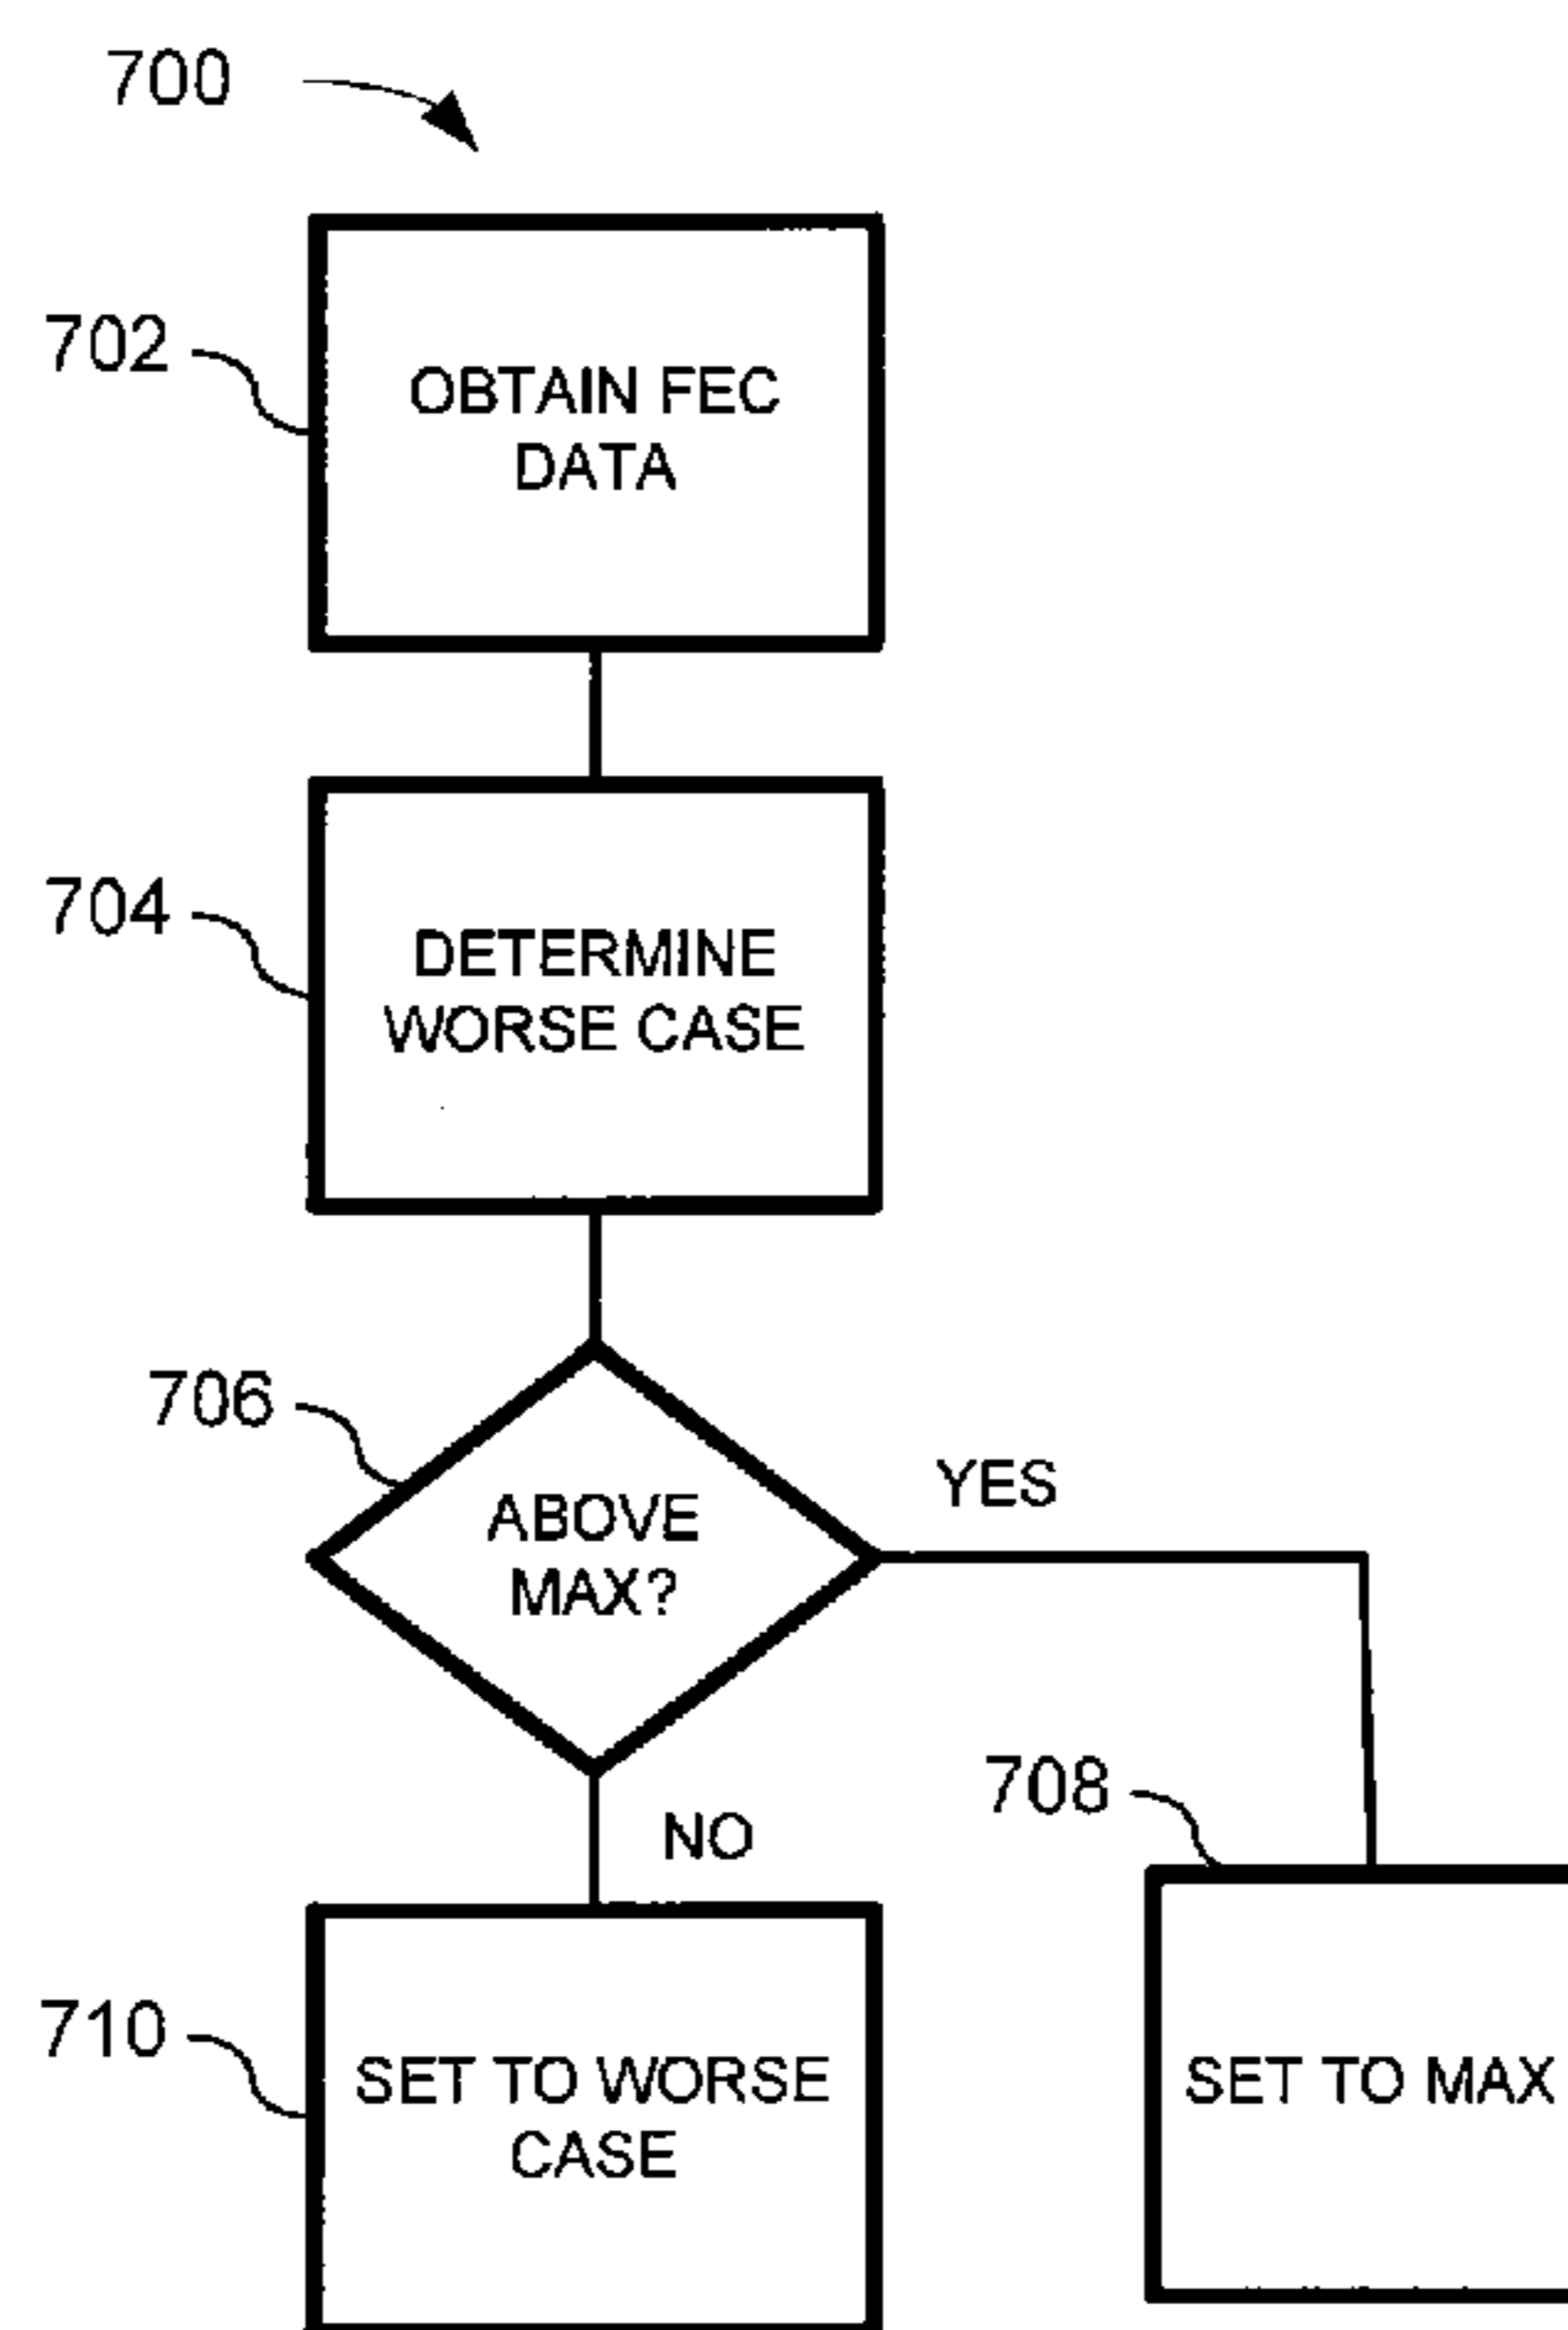 700
702
OBTAIN FEC
DATA
704
DETERMINE
WORSE CASE
706
ABOVE
MAX?
YES
NO
708
710
SET TO WORSE
CASE
SET TO MAX